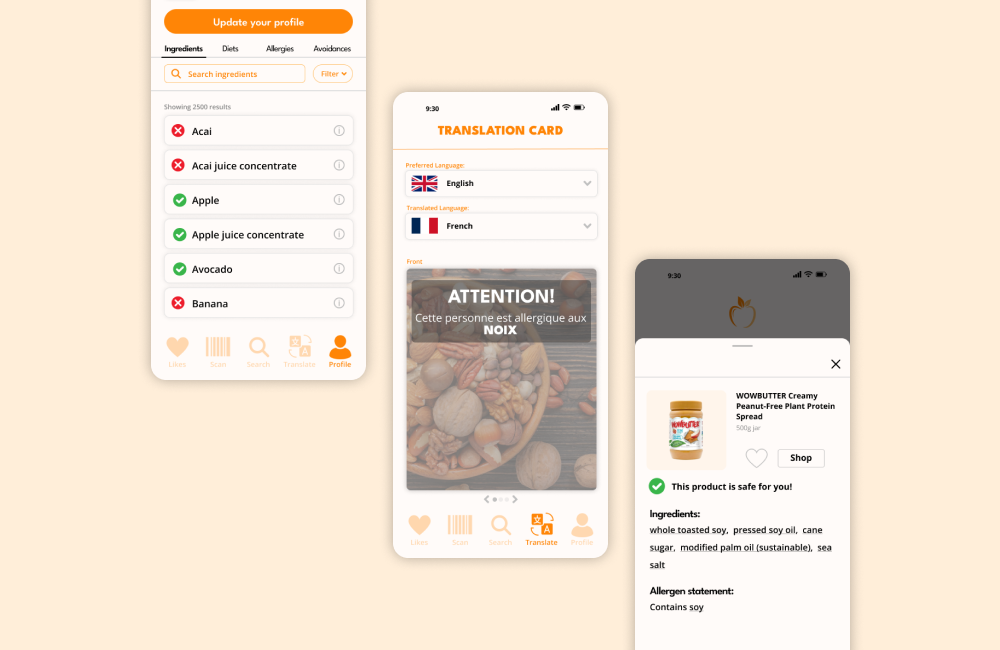 Update your profile
Ingredients Diets Allergies Avoidances
Search ingredients Filter
Showing 2500 results
Acai
Acai juice concentrate
Apple
Apple juice concentrate
Avocado
Banana
Likes Scan Search Translate Profile
9:30
TRANSLATION CARD
Preferred Language:
English
Translated Language:
French
Front
ATTENTION!
Cette personne est allergique aux
NOIX
Likes Scan Search Translate Profile
9:30
WOWBUTTER Creamy
Peanut-Free Plant Protein
Spread
500g jar
WOWBUTTER
Shop
This product is safe for you!
Ingredients:
whole toasted soy, pressed soy oil, cane
sugar, modified palm oil (sustainable), sea
salt
Allergen statement:
Contains soy